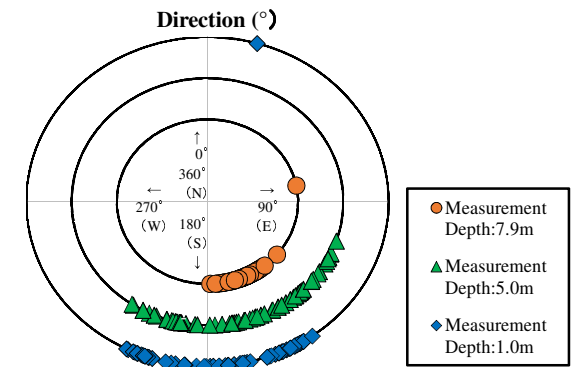 Direction (°)
↑
0°
360°
(N)
← →
270° 90°
(W) (E)
180°
(S)
↓
Measurement
Depth:7.9m
Measurement
Depth:5.0m
Measurement
Depth:1.0m